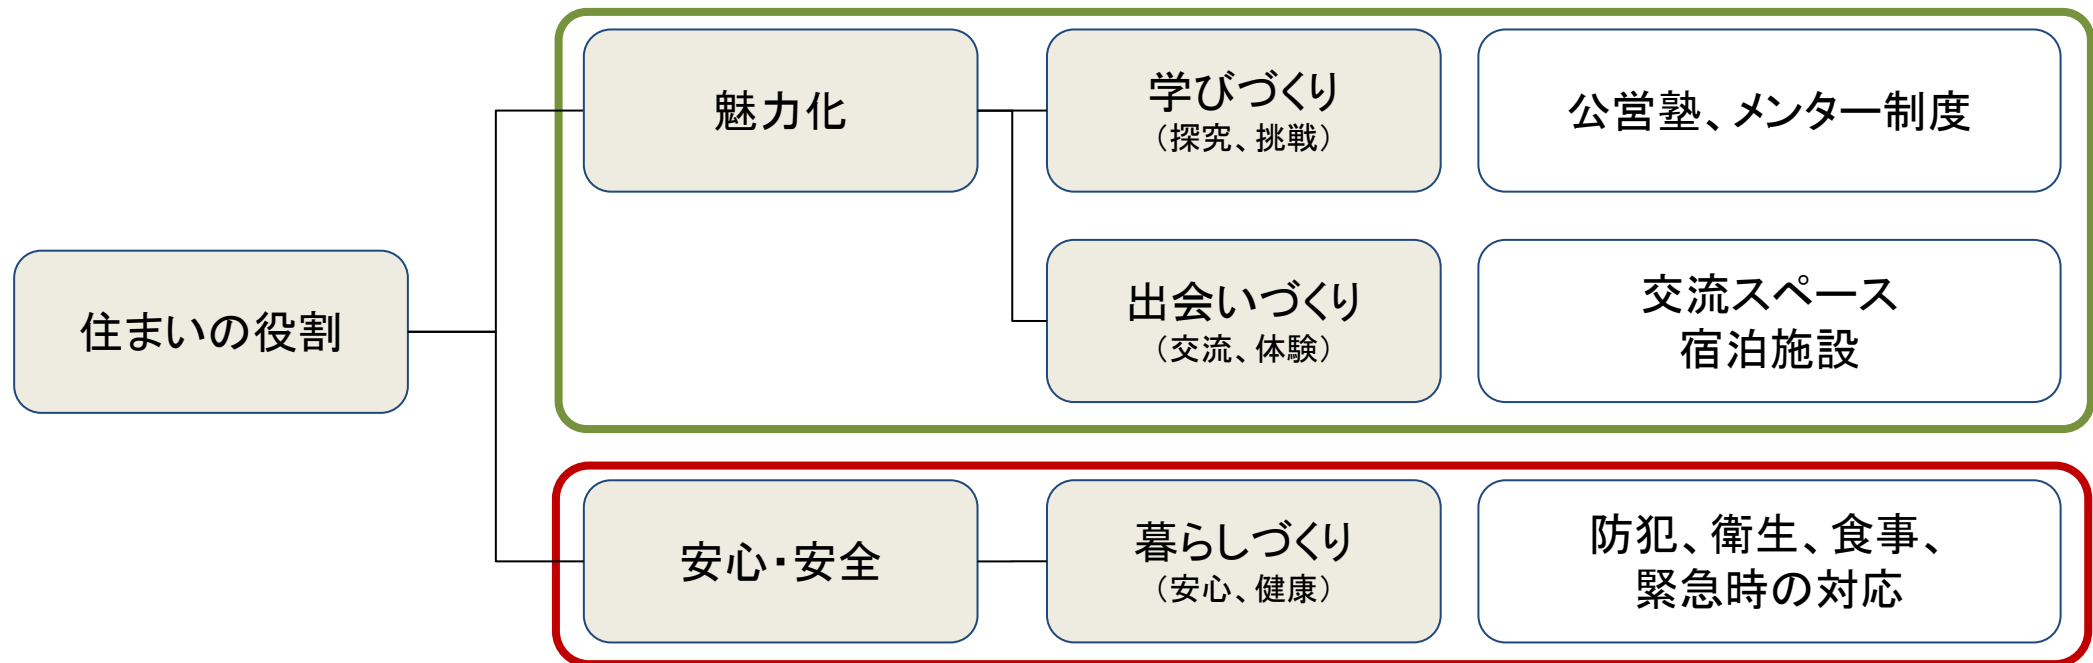 魅力化
学びづくり
（探究、挑戦）
公営塾、メンター制度
住まいの役割
出会いづくり
（交流、体験）
交流スペース
宿泊施設
安心・安全
暮らしづくり
（安心、健康）
防犯、衛生、食事、
緊急時の対応